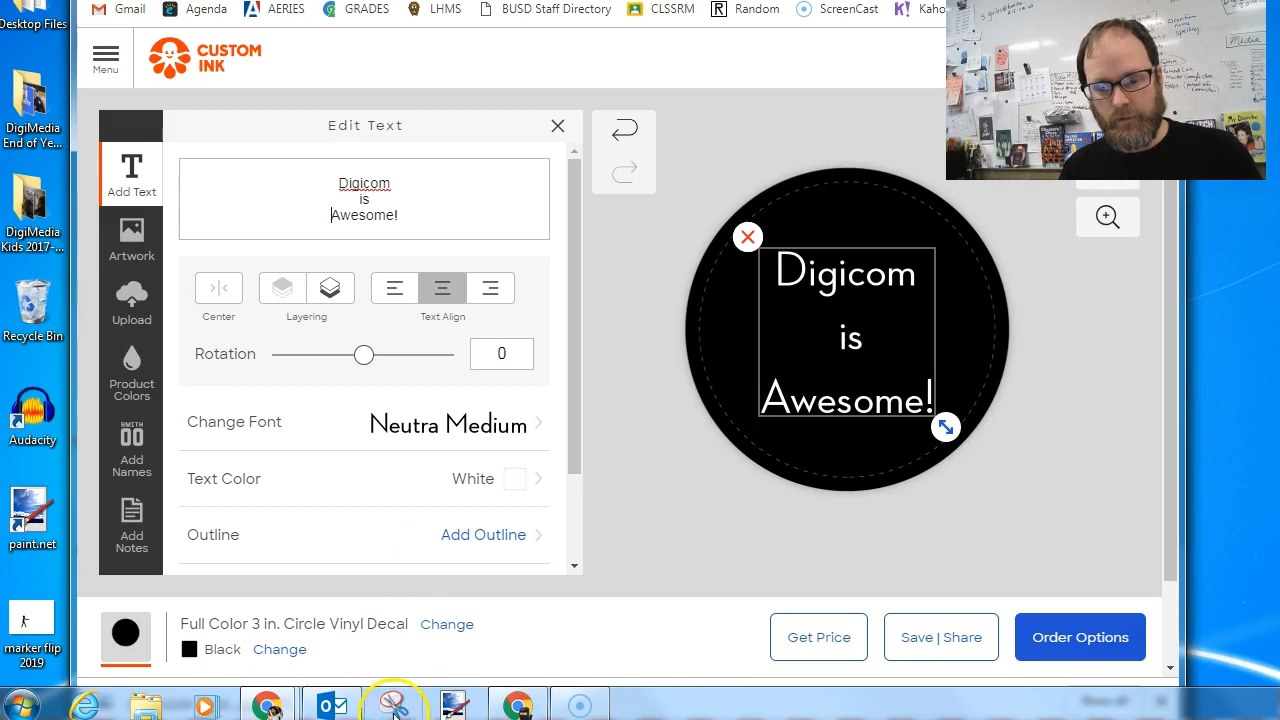 Desktop Files
Agenda
AERIES
GRADES
LHMS
BUSD Staff Directory
CLSSRM
Random
ScreenCast
Kaho
Menu
CUSTOM
INK
Edit Text
Digicom
is
Awesome!
Center
Layering
Text Align
Rotation
0
Change Font
Neutra Medium
Text Color
White
Outline
Add Outline
Add Text
Artwork
Upload
Product
Colors
SMITH
00
Add
Names
Add
Notes
Digicom
is
Awesome!
Full Color 3 in. Circle Vinyl Decal
Change
Black
Change
Get Price
Save | Share
Order Options
DigiMedia
End of Ye...
DigiMedia
Kids 2017-...
Recycle Bin
Audacity
paint.net
marker flip
2019
Media